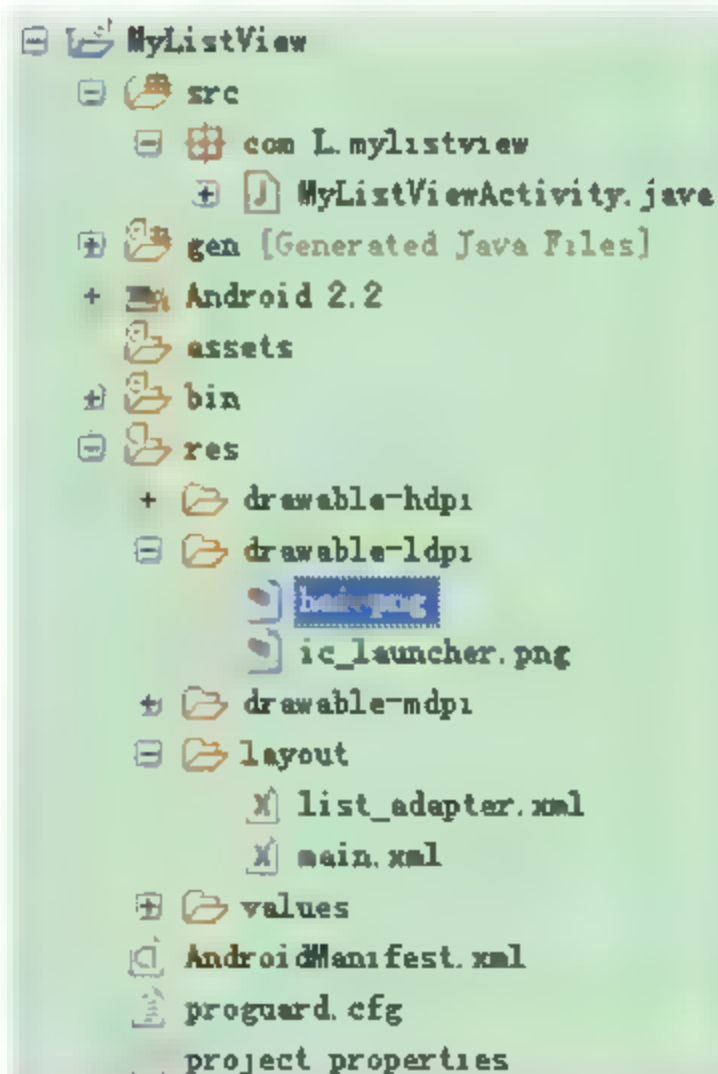 MyListView
src
com L.mylistview
MyListViewActivity.java
gen [Generated Java Files]
Android 2.2
assets
bin
res
drawable-hdpi
drawable-ldpi
ic_launcher.png
drawable-mdpi
layout
list_adapter.xml
main.xml
values
AndroidManifest.xml
proguard.cfg
project properties